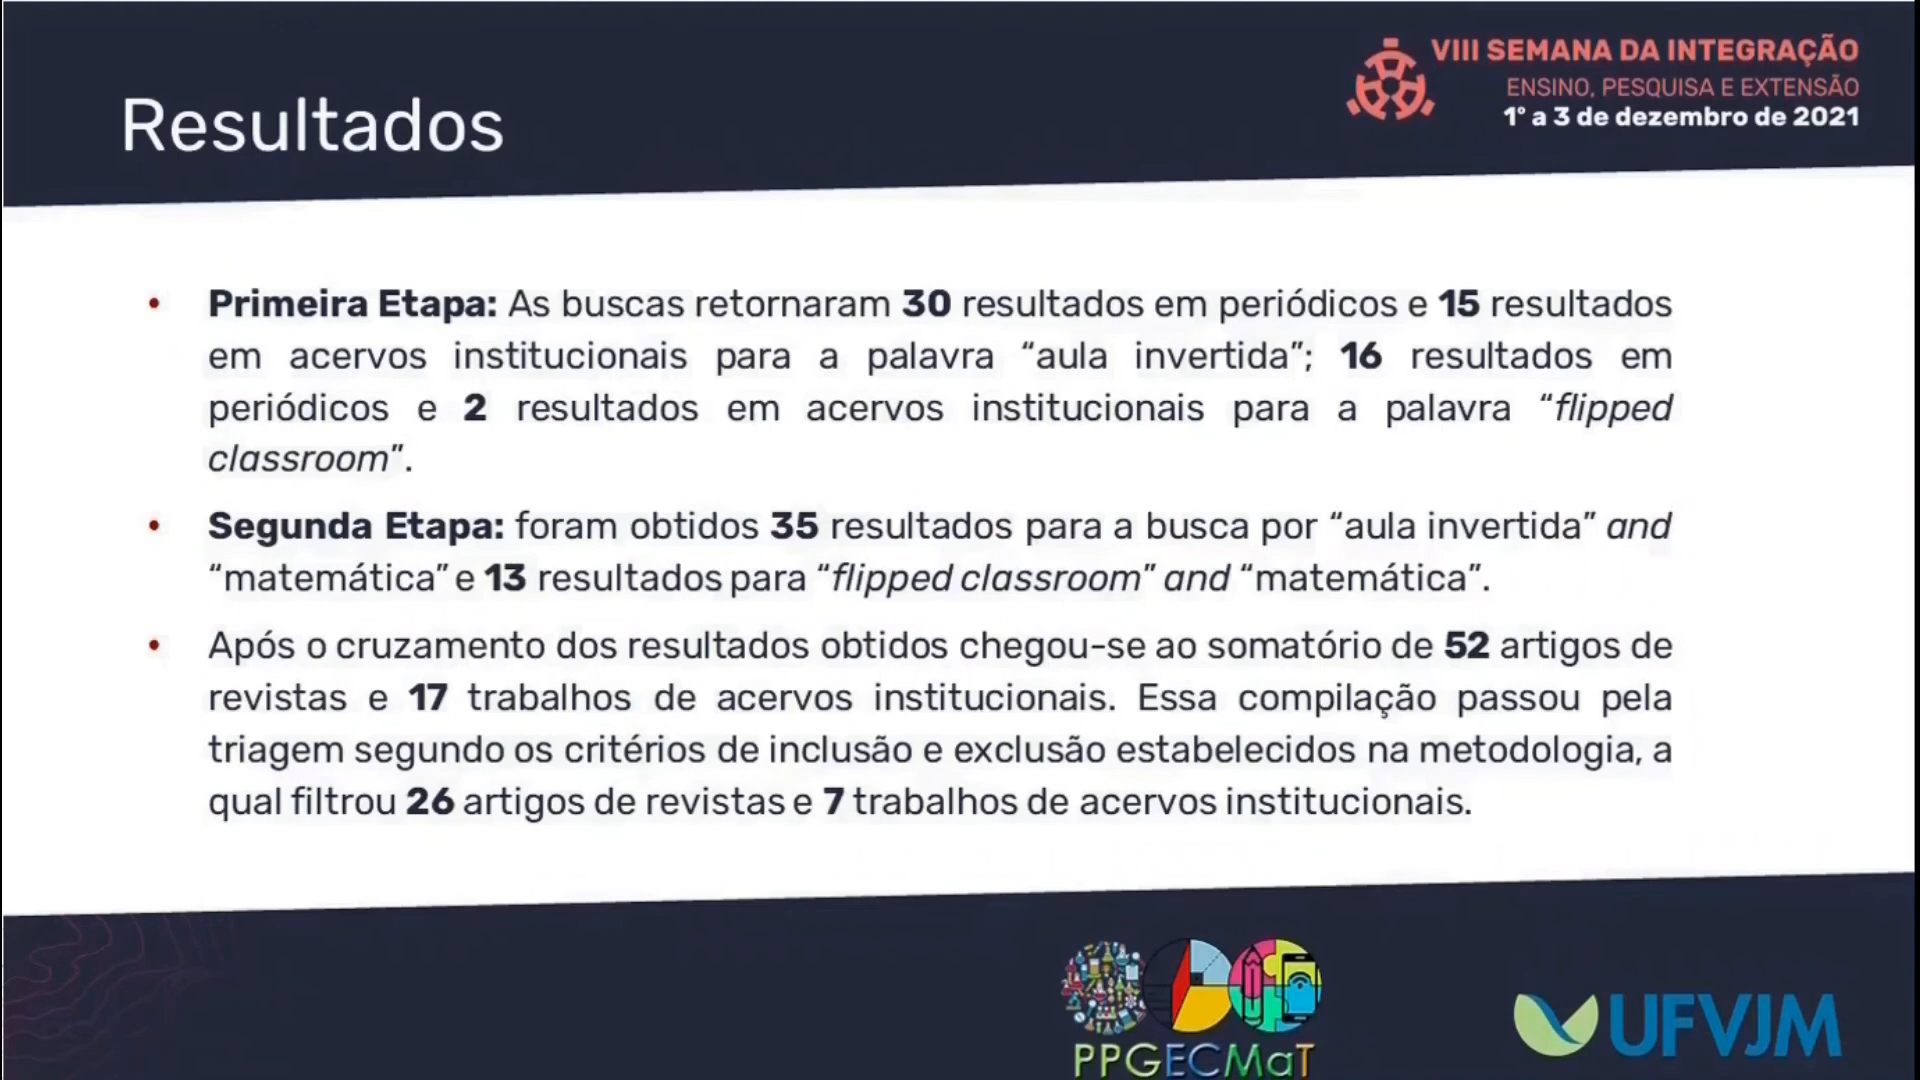 VIII SEMANA DA INTEGRAÇÃO
ENSINO, PESQUISA E EXTENSÃO
1° a 3 de dezembro de 2021
Resultados
• Primeira Etapa: As buscas retornaram 30 resultados em periódicos e 15 resultados
em acervos institucionais para a palavra “aula invertida”; 16 resultados em
periódicos e 2 resultados em acervos institucionais para a palavra “flipped
classroom”.
• Segunda Etapa: foram obtidos 35 resultados para a busca por “aula invertida” and
“matemática” e 13 resultados para “flipped classroom” and “matemática”.
• Após o cruzamento dos resultados obtidos chegou-se ao somatório de 52 artigos de
revistas e 17 trabalhos de acervos institucionais. Essa compilação passou pela
triagem segundo os critérios de inclusão e exclusão estabelecidos na metodologia, a
qual filtrou 26 artigos de revistas e 7 trabalhos de acervos institucionais.
PPGECMaT
UFVJM